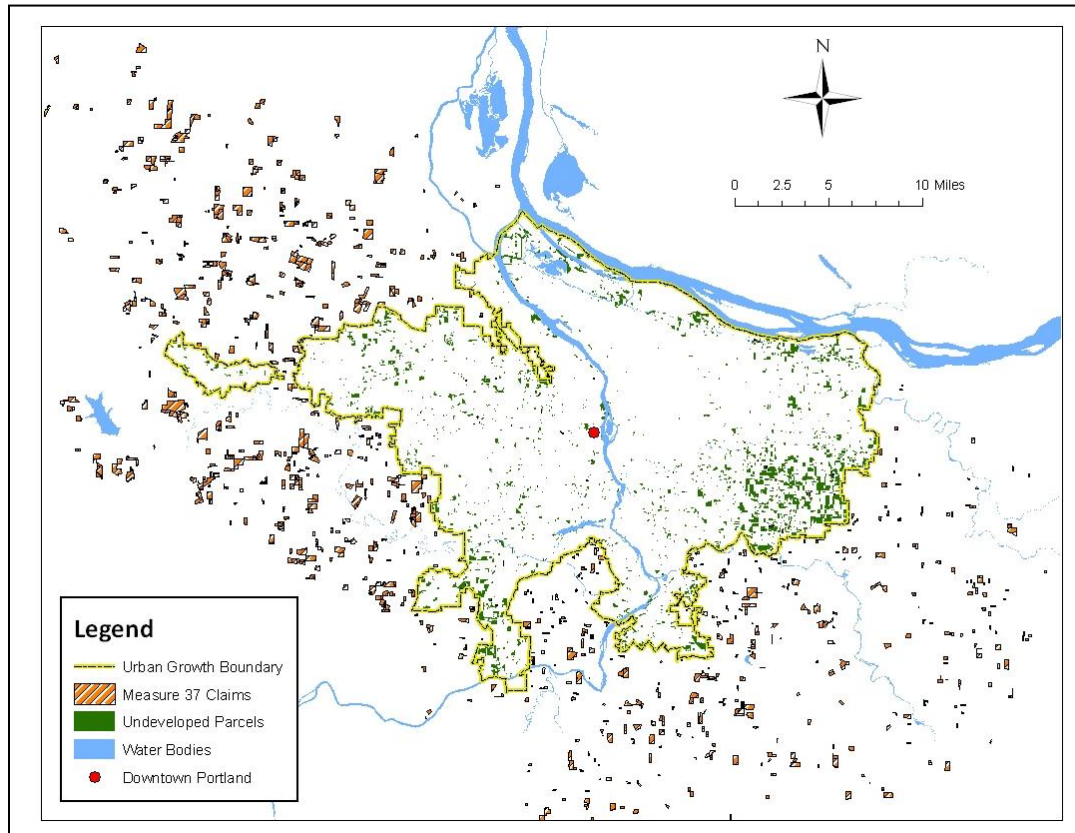 N
0 2.5 5 10 Miles
Legend
Urban Growth Boundary
Measure 37 Claims
Undeveloped Parcels
Water Bodies
Downtown Portland